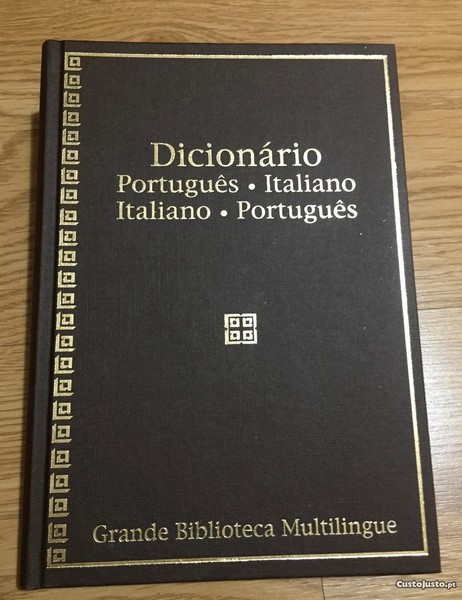 Dicionário
Português • Italiano
Italiano • Português
Grande Biblioteca Multilingue
CustoJusto.pt